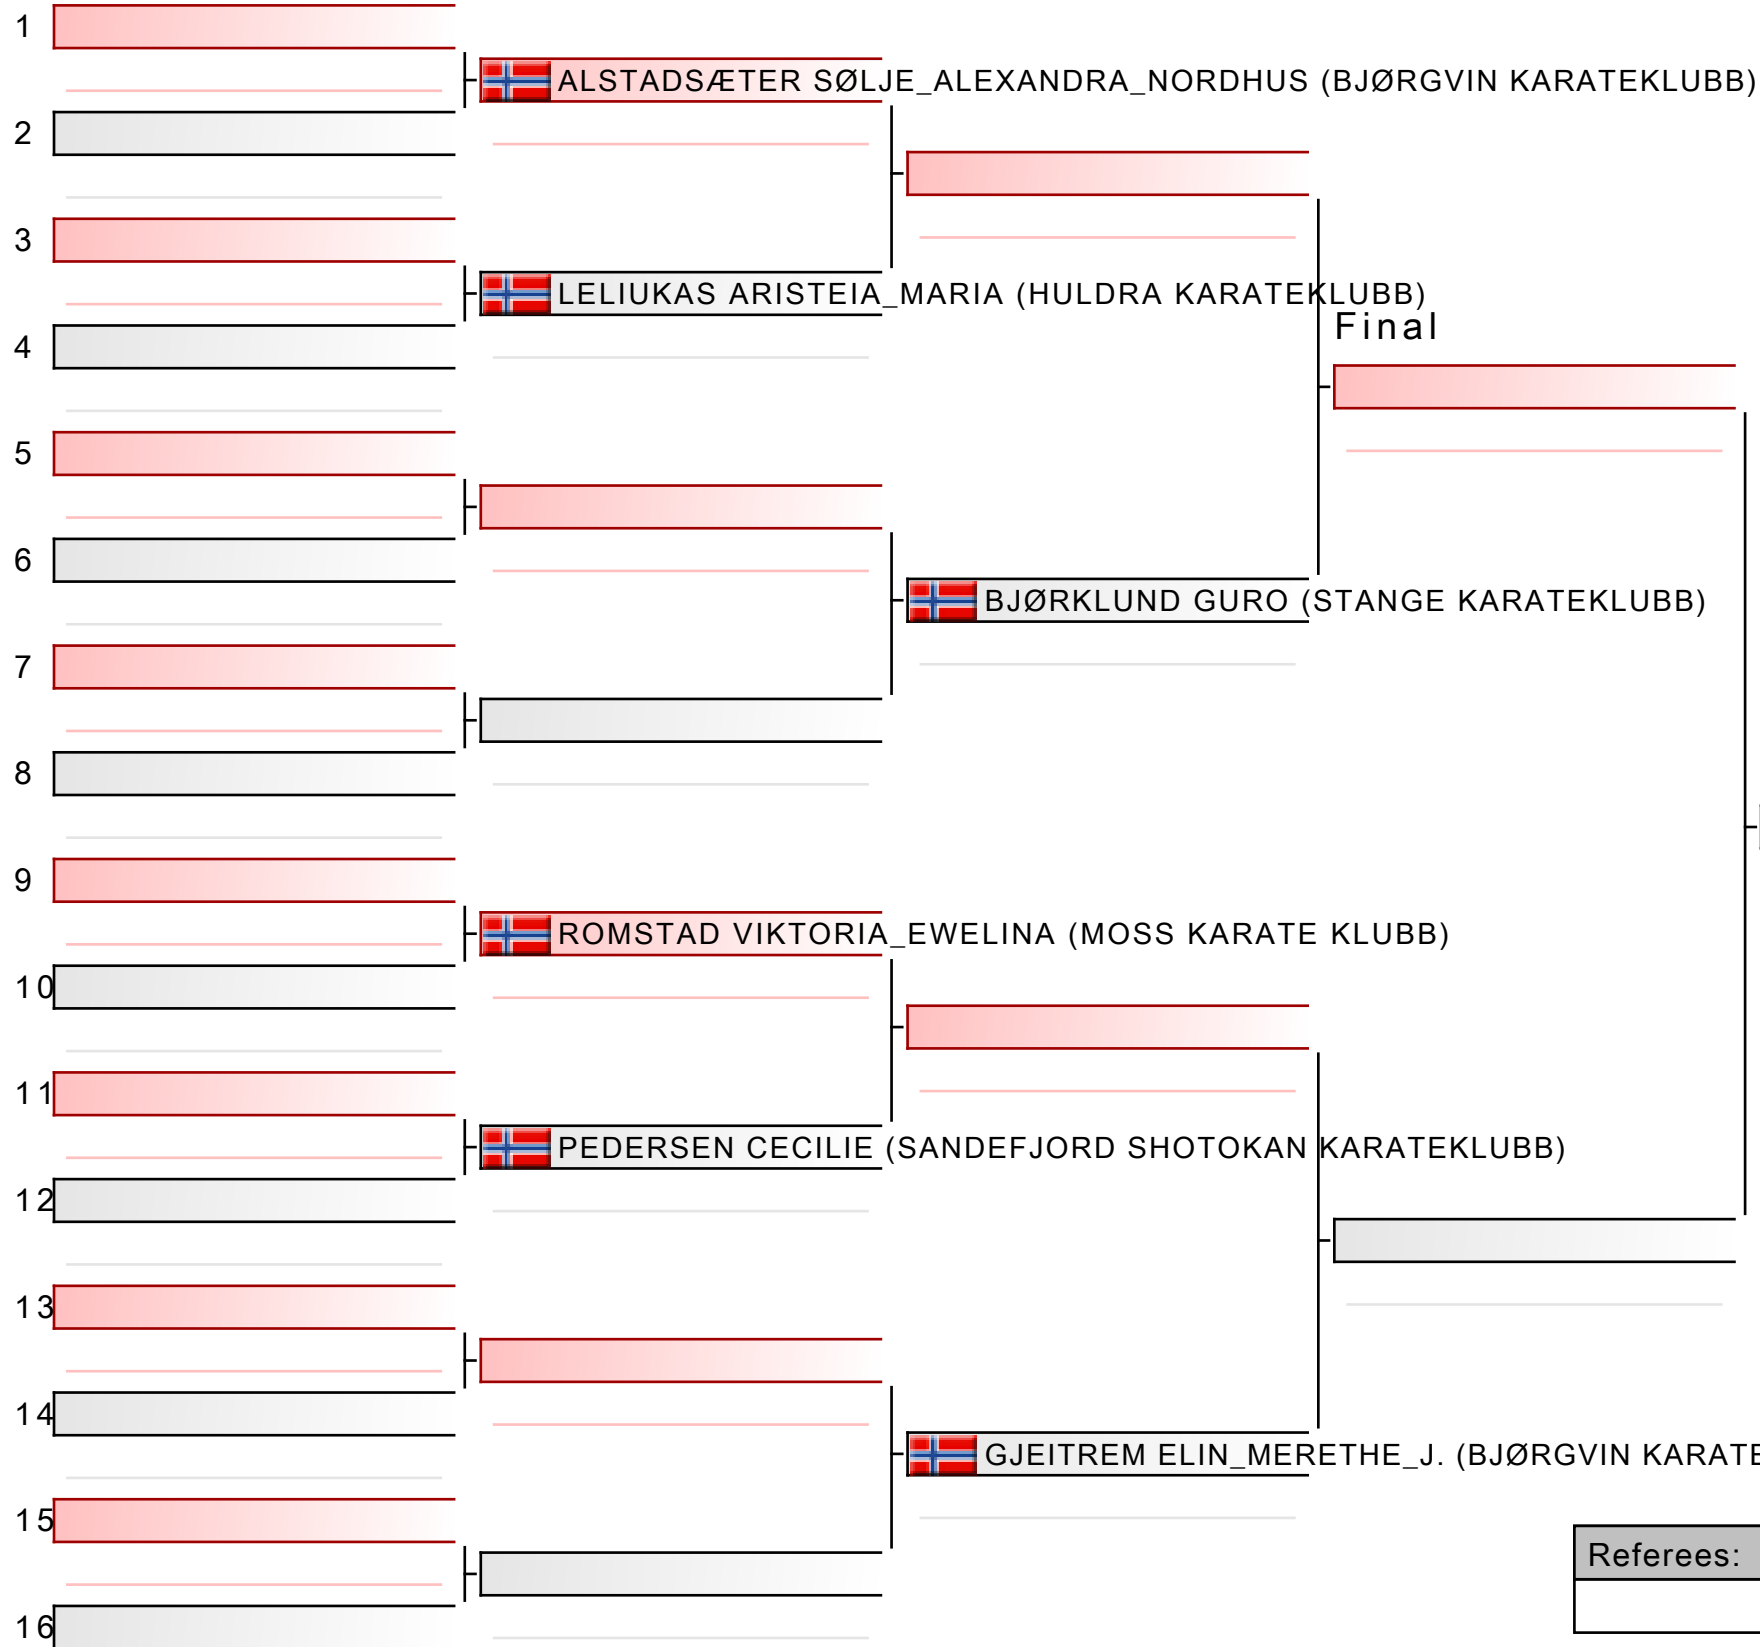 1
ALSTADSÆTER SØLJE_ALEXANDRA_NORDHUS (BJØRGVIN KARATEKLUBB)
2
3
LELIUKAS ARISTEIA_MARIA (HULDRA KARATEKLUBB)
Final
4
5
6
BJØRKLUND GURO (STANGE KARATEKLUBB)
7
8
9
ROMSTAD VIKTORIA_EWELINA (MOSS KARATE KLUBB)
10
11
PEDERSEN CECILIE (SANDEFJORD SHOTOKAN KARATEKLUBB)
12
13
14
GJEITREM ELIN_MERETHE_J. (BJØRGVIN KARATE
15
Referees:
16